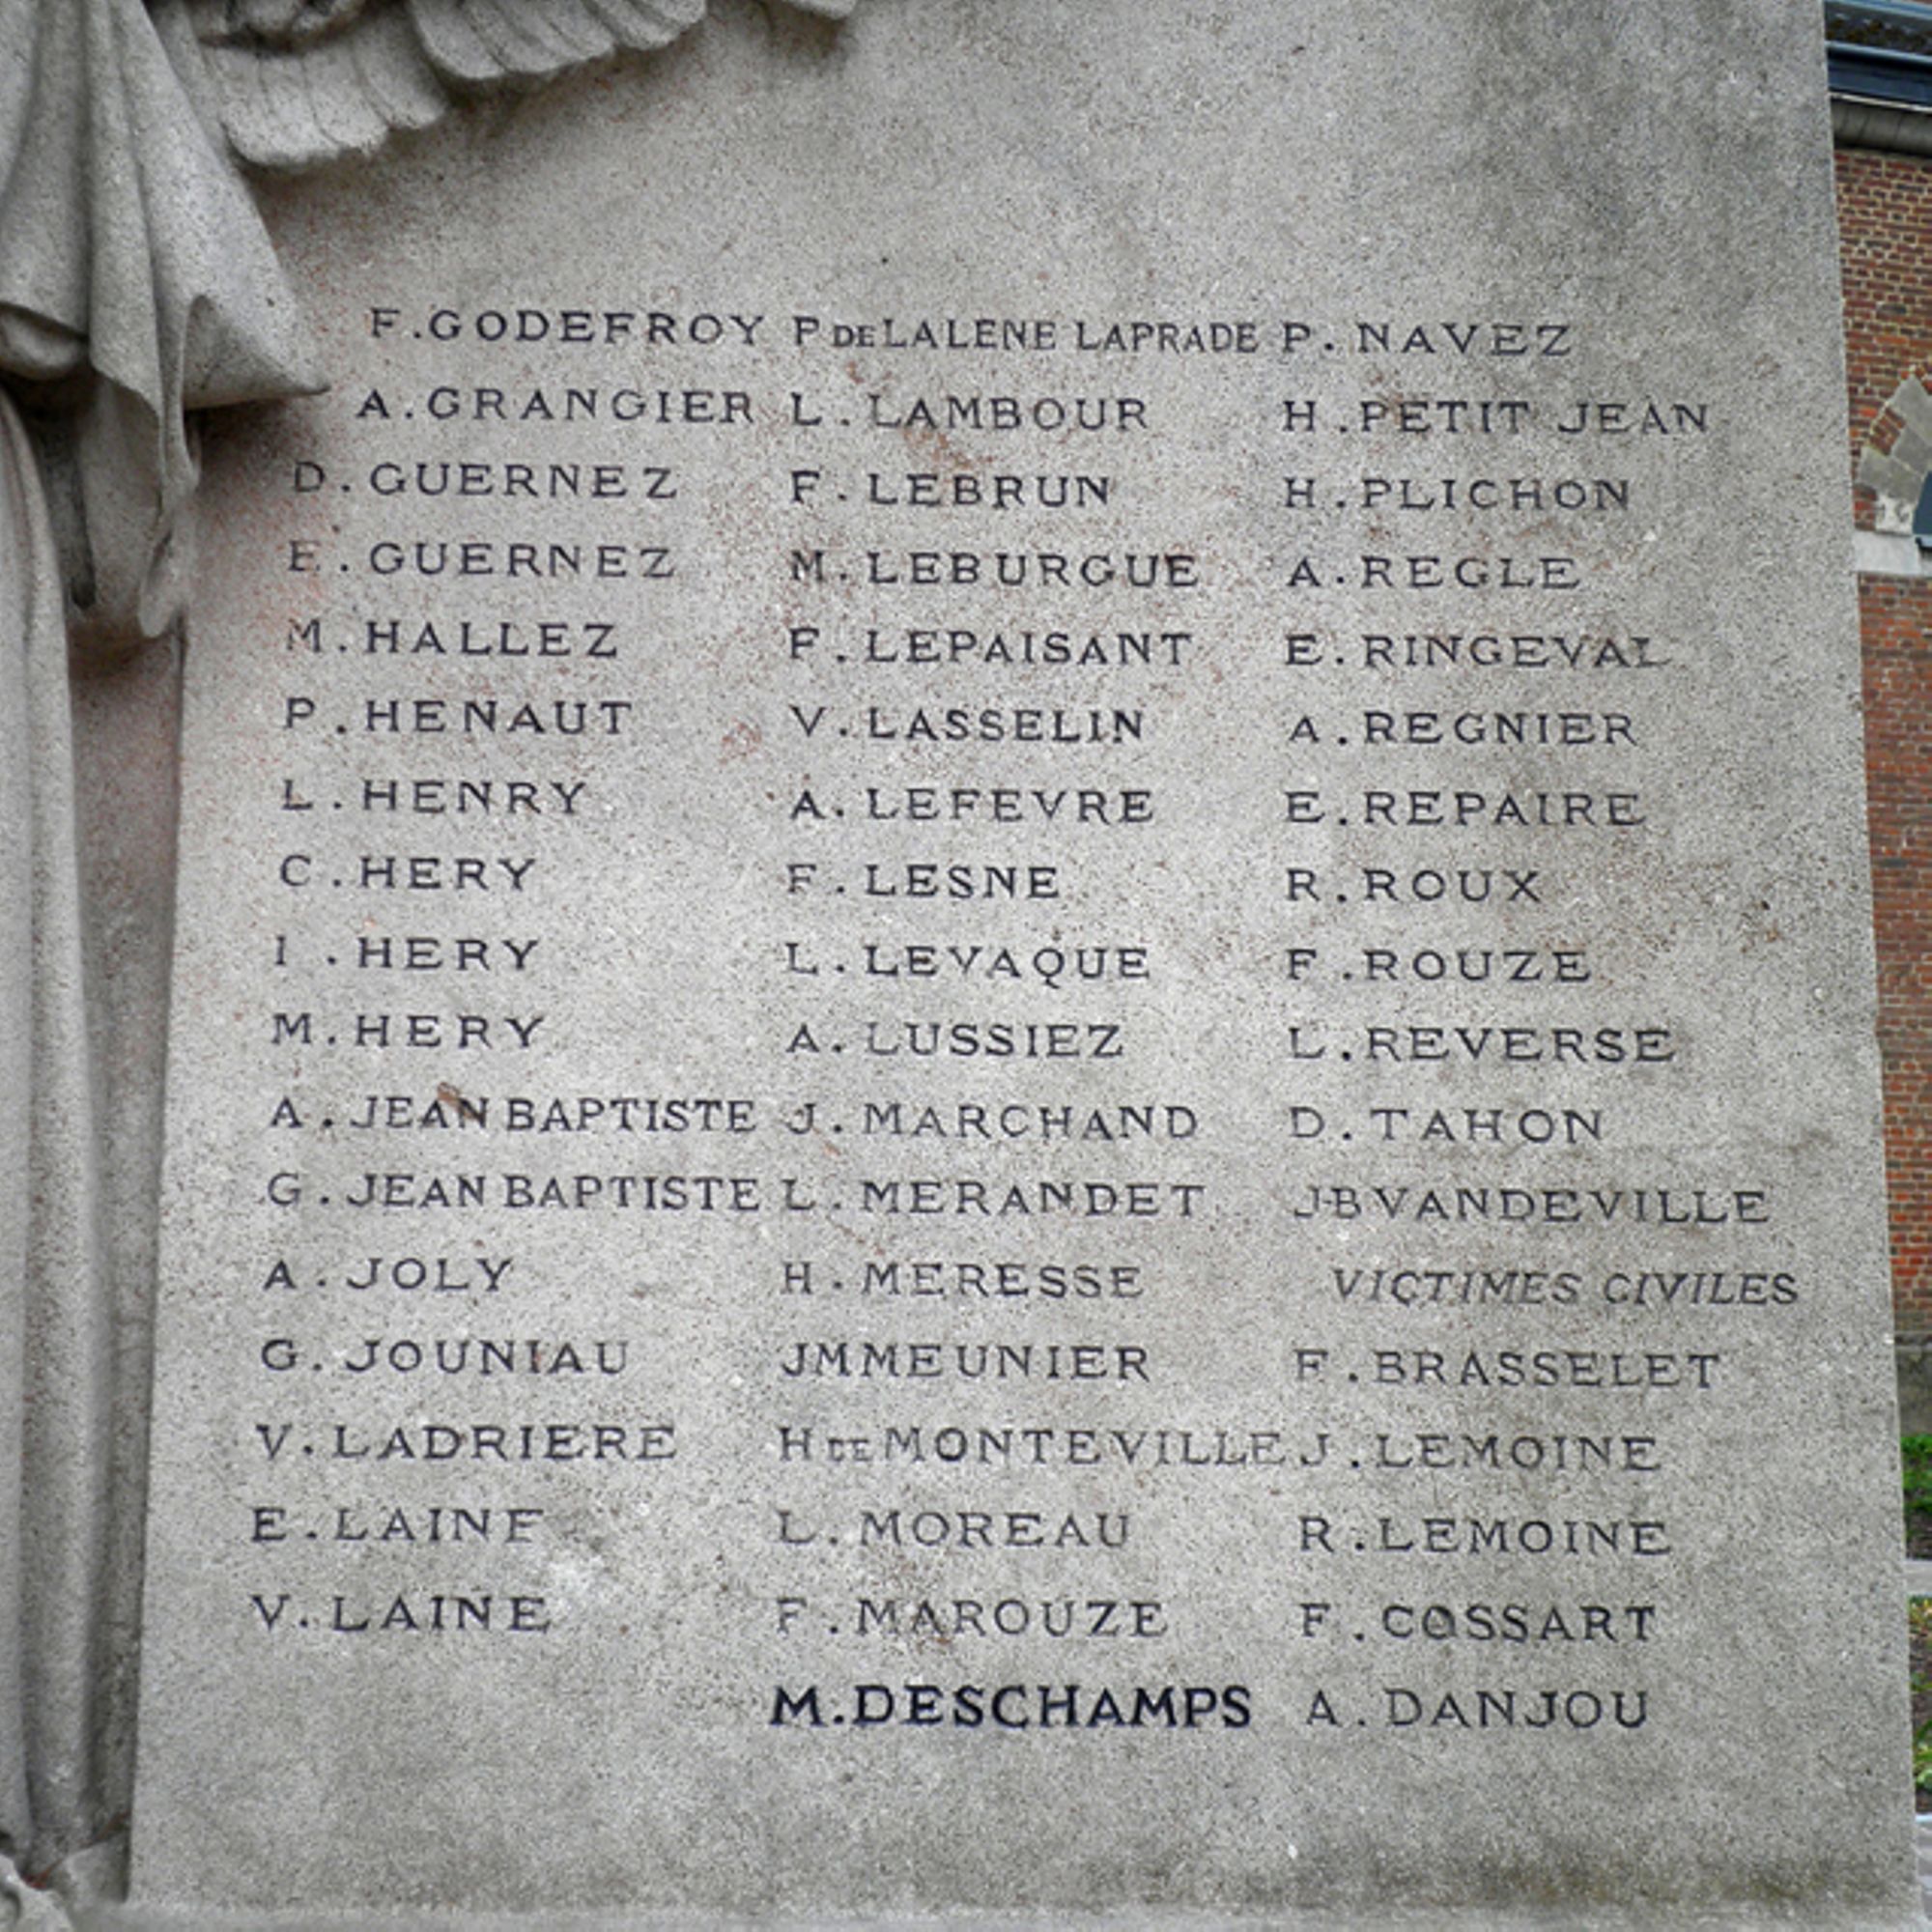 F. GODEFROY
A. GRANGIER
D. GUERNEZ
E. GUERNEZ
M. HALLEZ
P. HENAUT
L. HENRY
C. HERY
I. HERY
M. HERY
A. JEAN BAPTISTE
G. JEAN BAPTISTE
A. JOLY
G. JOUNIAU
V. LADRIERE
E. LAINE
V. LAINE
P DE LALENE LAPRADE
L. LAMBOUR
F. LEBRUN
M. LEBURGUE
F. LEPAISANT
V. LASSELIN
A. LEFEVRE
F. LESNE
L. LEVAQUE
A. LUSSIEZ
J. MARCHAND
L. MERANDET
H. MERESSE
JM MEUNIER
H DE MONTEVILLE
L. MOREAU
F. MAROUZE
M. DESCHAMPS
P. NAVEZ
H. PETIT JEAN
H. PLICHON
A. REGLE
E. RINGEVAL
A. REGNIER
E. REPAIRE
R. ROUX
F. ROUZE
L. REVERSE
D. TAHON
J-B VANDEVILLE
VICTIMES CIVILES
F. BRASSELET
J. LEMOINE
R. LEMOINE
F. COSSART
A. DANJOU